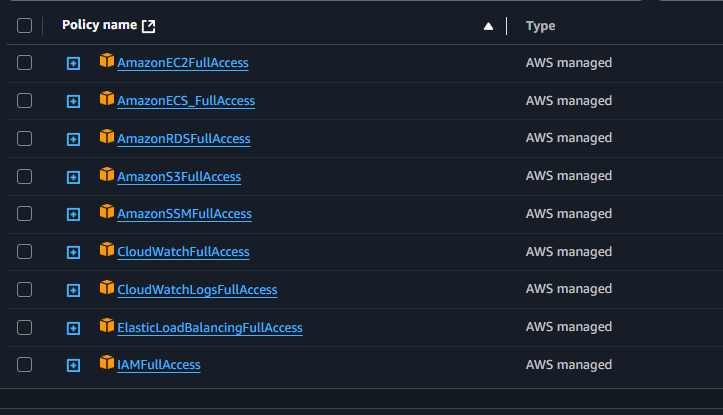 Policy name Type
AmazonEC2FullAccess AWS managed
AmazonECS_FullAccess AWS managed
AmazonRDSFullAccess AWS managed
AmazonS3FullAccess AWS managed
AmazonSSMFullAccess AWS managed
CloudWatchFullAccess AWS managed
CloudWatchLogsFullAccess AWS managed
ElasticLoadBalancingFullAccess AWS managed
IAMFullAccess AWS managed